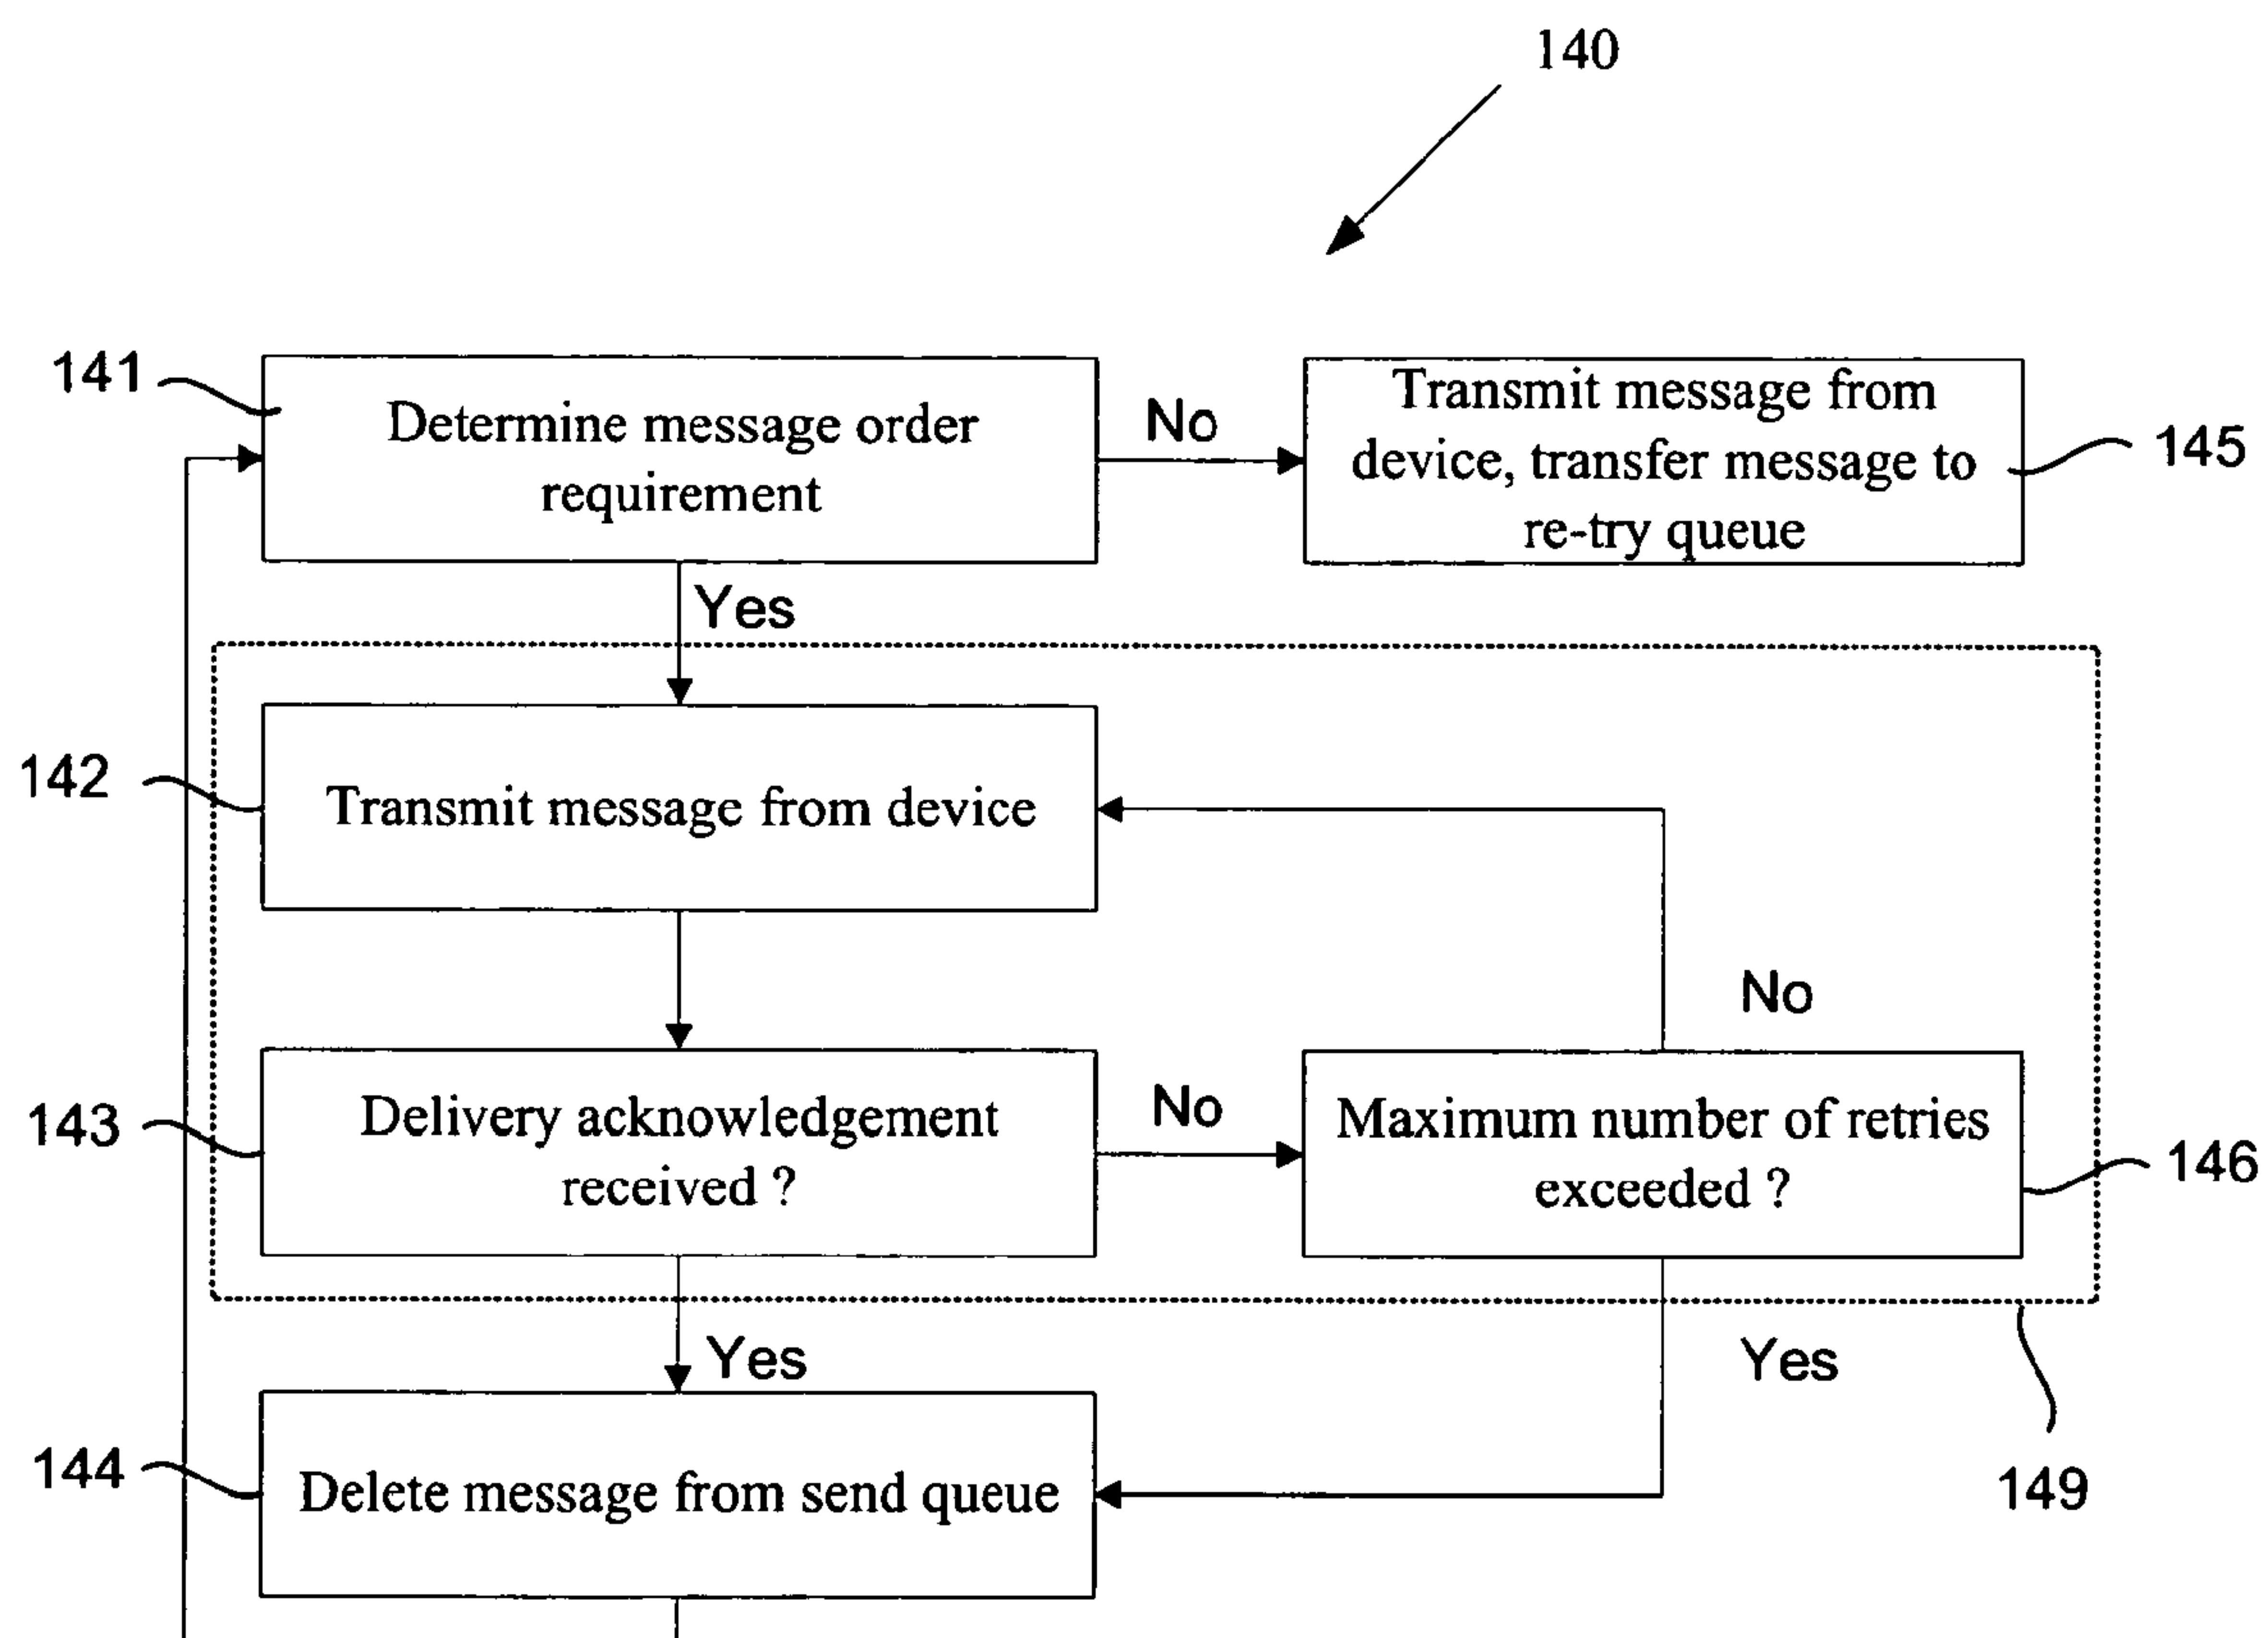 140
141
Determine message order
requirement
No
Transmit message from
device, transfer message to
re-try queue
145
Yes
142
Transmit message from device
No
143
Delivery acknowledgement
received ?
No
Maximum number of retries
exceeded ?
146
Yes
Yes
144
Delete message from send queue
149